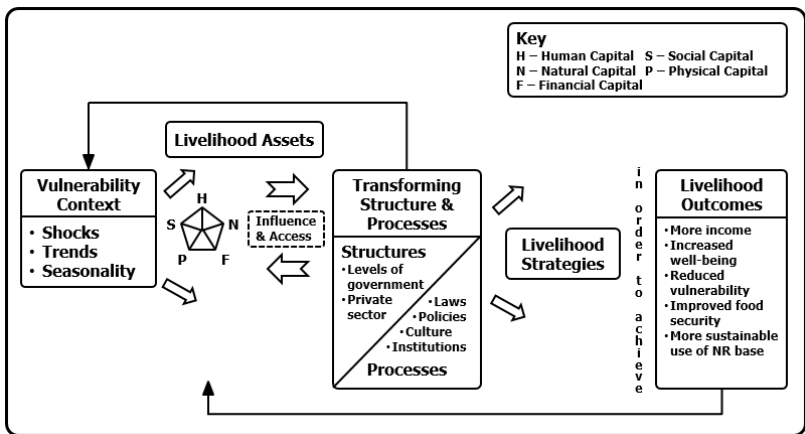 Key
H – Human Capital S – Social Capital
N – Natural Capital P – Physical Capital
F – Financial Capital
Livelihood Assets
Vulnerability
Context
• Shocks
• Trends
• Seasonality
H
S
N
P
F
Influence
& Access
Transforming
Structure &
Processes
Structures
• Levels of
government
• Private
sector
• Laws
• Policies
• Culture
• Institutions
Processes
Livelihood
Strategies
in order to achieve
Livelihood
Outcomes
• More income
• Increased
well-being
• Reduced
vulnerability
• Improved food
security
• More sustainable
use of NR base